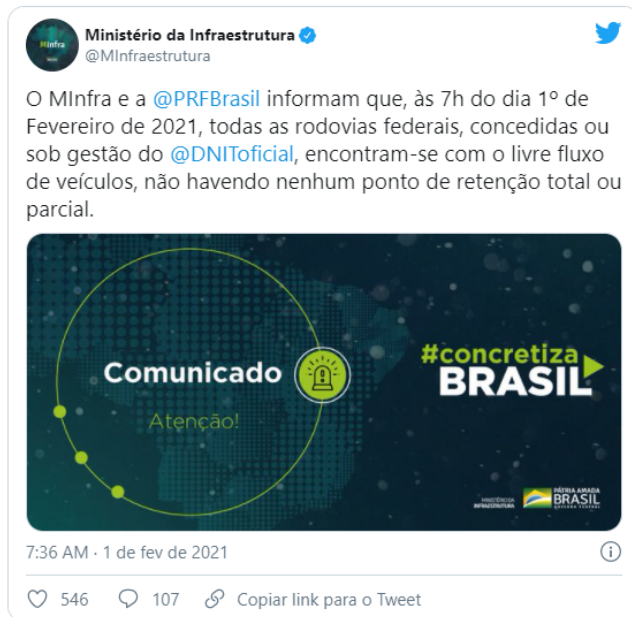 MInfra
Ministério da Infraestrutura
@MInfraestrutura
O MInfra e a @PRFBrasil informam que, às 7h do dia 1º de
Fevereiro de 2021, todas as rodovias federais, concedidas ou
sob gestão do @DNIToficial, encontram-se com o livre fluxo
de veículos, não havendo nenhum ponto de retenção total ou
parcial.
Comunicado
Atenção!
#concretiza
BRASIL
MINISTÉRIO DA
INFRAESTRUTURA
PÁTRIA AMADA
BRASIL
GOVERNO FEDERAL
7:36 AM · 1 de fev de 2021
546
107
Copiar link para o Tweet